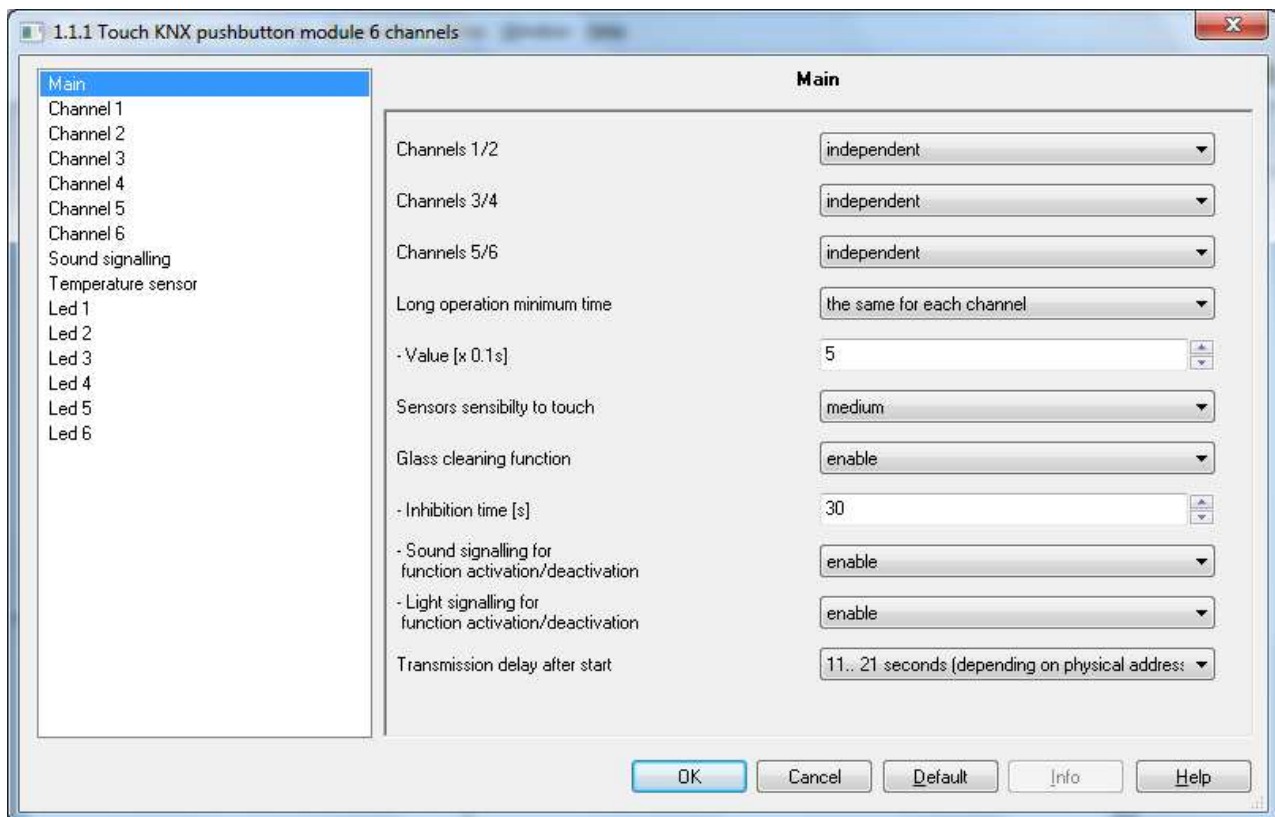 1.1.1 Touch KNX pushbutton module 6 channels
Main
Channel 1
Channel 2
Channel 3
Channel 4
Channel 5
Channel 6
Sound signalling
Temperature sensor
Led 1
Led 2
Led 3
Led 4
Led 5
Led 6
Main
Channels 1/2 independent
Channels 3/4 independent
Channels 5/6 independent
Long operation minimum time the same for each channel
- Value [x 0.1s] 5
Sensors sensibilty to touch medium
Glass cleaning function enable
- Inhibition time [s] 30
- Sound signalling for
function activation/deactivation enable
- Light signalling for
function activation/deactivation enable
Transmission delay after start 11.. 21 seconds (depending on physical address
OK Cancel Default Info Help